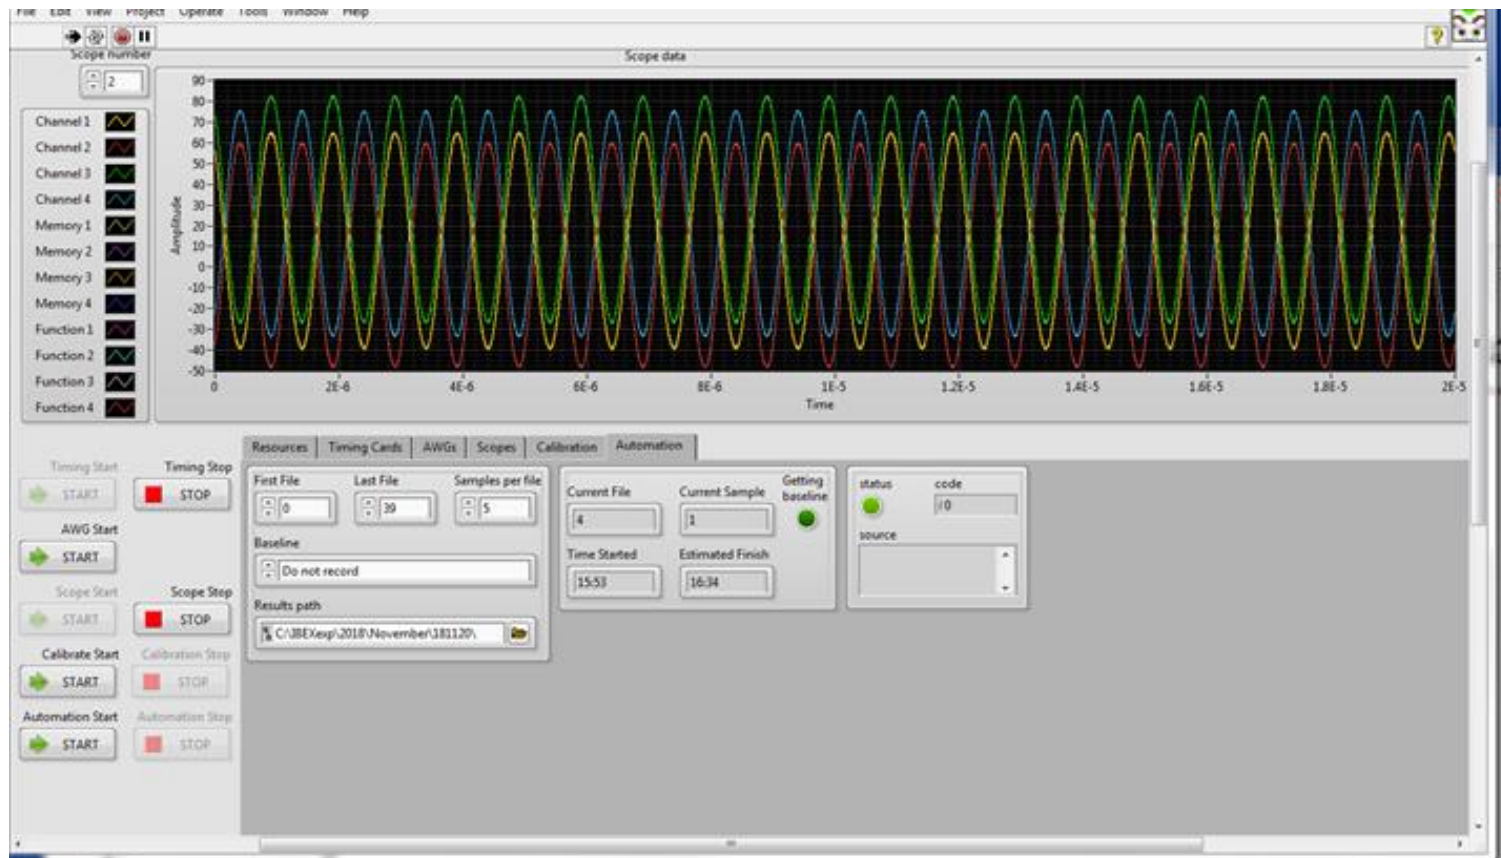 File Edit View Project Operate Tools Window Help
Scope number
2
Scope data
Channel 1
Channel 2
Channel 3
Channel 4
Memory 1
Memory 2
Memory 3
Memory 4
Function 1
Function 2
Function 3
Function 4
Amplitude
90
80
70
60
50
40
30
20
10
0
-10
-20
-30
-40
-50
0 2E-6 4E-6 6E-6 8E-6 1E-5 1.2E-5 1.4E-5 1.6E-5 1.8E-5 2E-5
Time
Resources Timing Cards AWGs Scopes Calibration Automation
Timing Start Timing Stop
START STOP
AWG Start
START
Scope Start Scope Stop
START STOP
Calibrate Start Calibration Stop
START STOP
Automation Start Automation Stop
START STOP
First File Last File Samples per file
0 39 5
Baseline
Do not record
Results path
C:\JBEXexp\2018\November\181120\
Current File Current Sample Getting baseline
4 1
Time Started Estimated Finish
15:53 16:34
status code
0
source